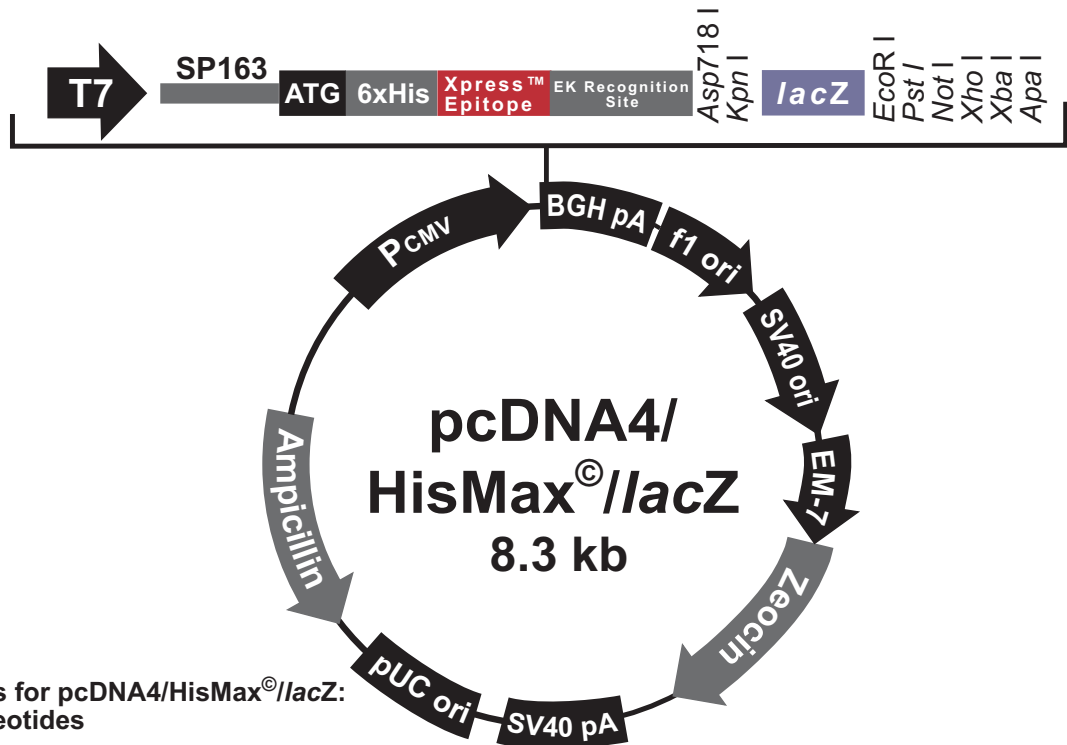 T7
SP163
ATG
6xHis
Xpress™
Epitope
EK Recognition
Site
Asp718 I
Kpn I
lacZ
EcoR I
Pst I
Not I
Xho I
Xba I
Apa I
PCMV
BGH pA
f1 ori
SV40 ori
EM-7
Zeocin
SV40 pA
pUC ori
Ampicillin
pcDNA4/
HisMax©/lacZ
8.3 kb
for pcDNA4/HisMax©/lacZ: